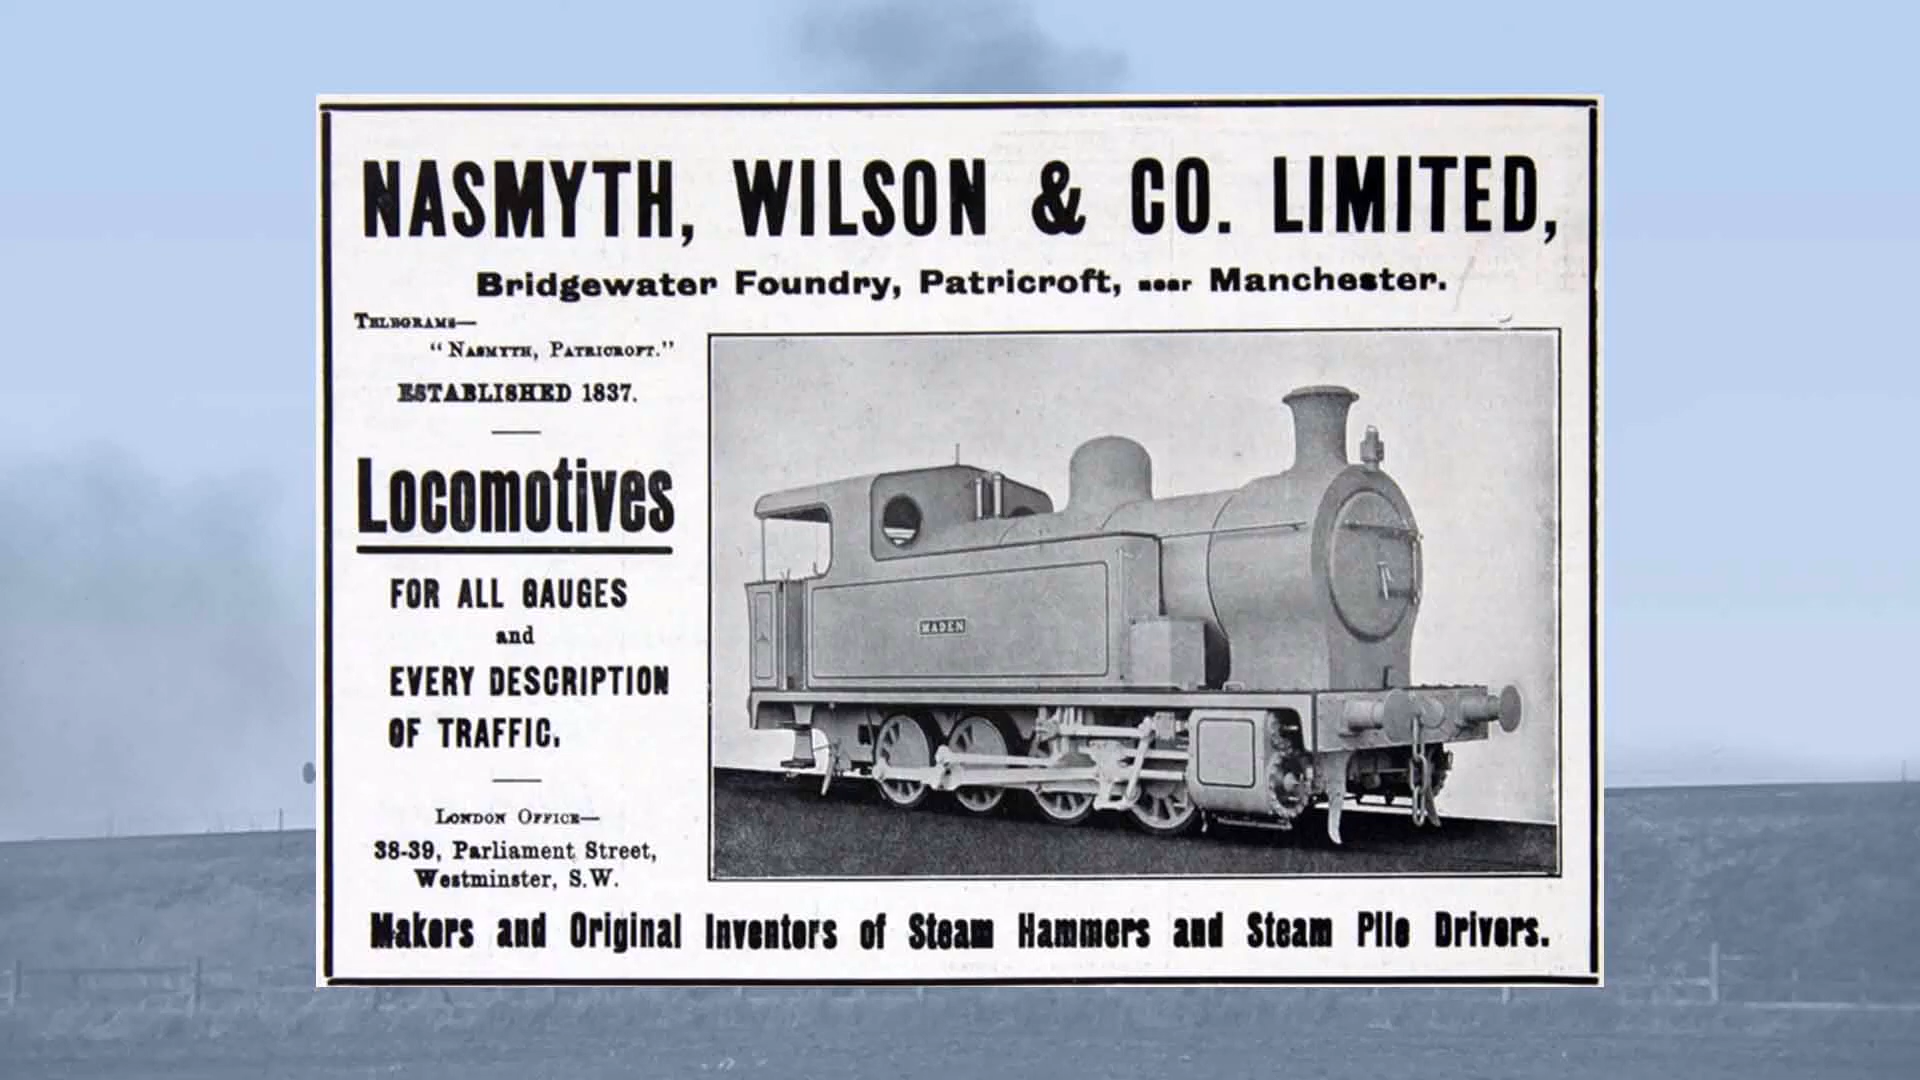 NASMYTH, WILSON & CO. LIMITED,
Bridgewater Foundry, Patricroft, near Manchester.
TELEGRAMS—
"NASMYTH, PATRICROFT."
ESTABLISHED 1837.
Locomotives
FOR ALL GAUGES
and
EVERY DESCRIPTION
OF TRAFFIC.
MADEN
LONDON OFFICE—
38-39, Parliament Street,
Westminster, S.W.
Makers and Original Inventors of Steam Hammers and Steam Pile Drivers.